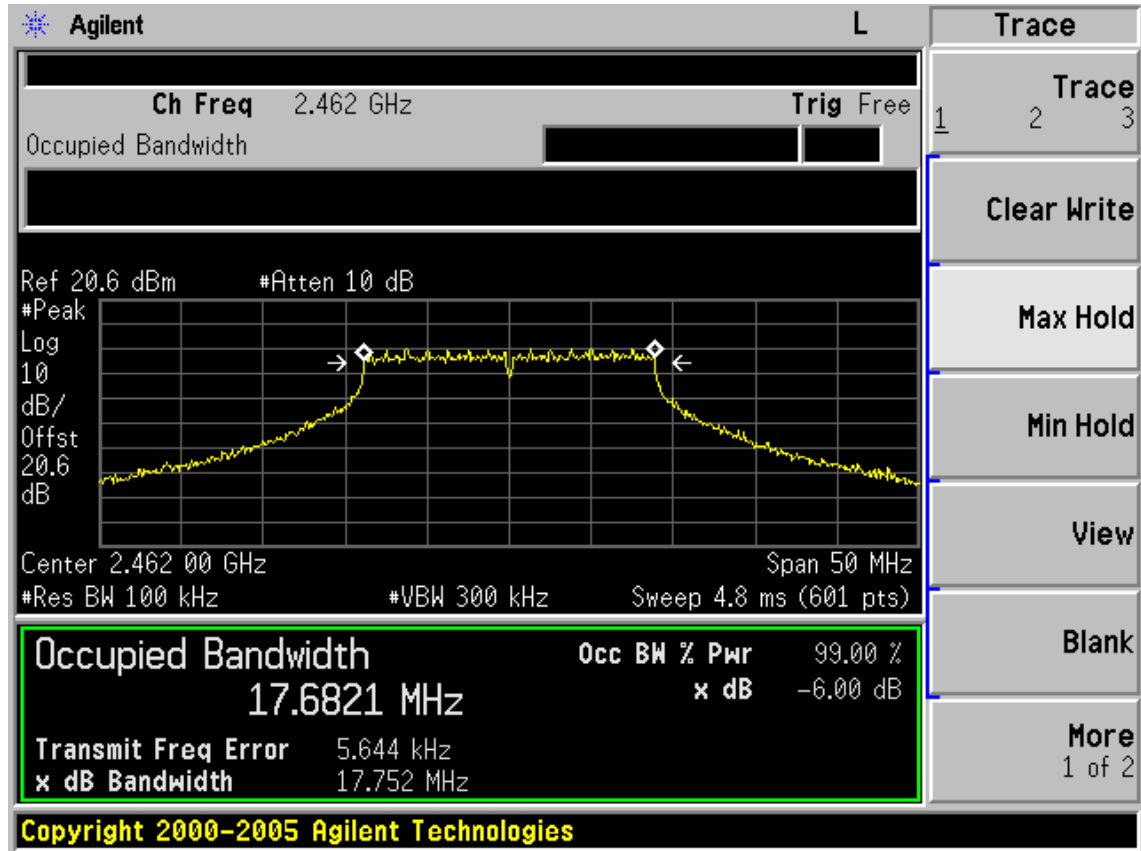 Agilent L
Ch Freq 2.462 GHz Trig Free
Occupied Bandwidth
Ref 20.6 dBm #Atten 10 dB
#Peak
Log
10
dB/
Offst
20.6
dB
Center 2.462 00 GHz Span 50 MHz
#Res BW 100 kHz #VBW 300 kHz Sweep 4.8 ms (601 pts)
Occupied Bandwidth
17.6821 MHz
Occ BW % Pwr 99.00 %
x dB -6.00 dB
Transmit Freq Error 5.644 kHz
x dB Bandwidth 17.752 MHz
Copyright 2000-2005 Agilent Technologies
Trace
Trace
1 2 3
Clear Write
Max Hold
Min Hold
View
Blank
More
1 of 2